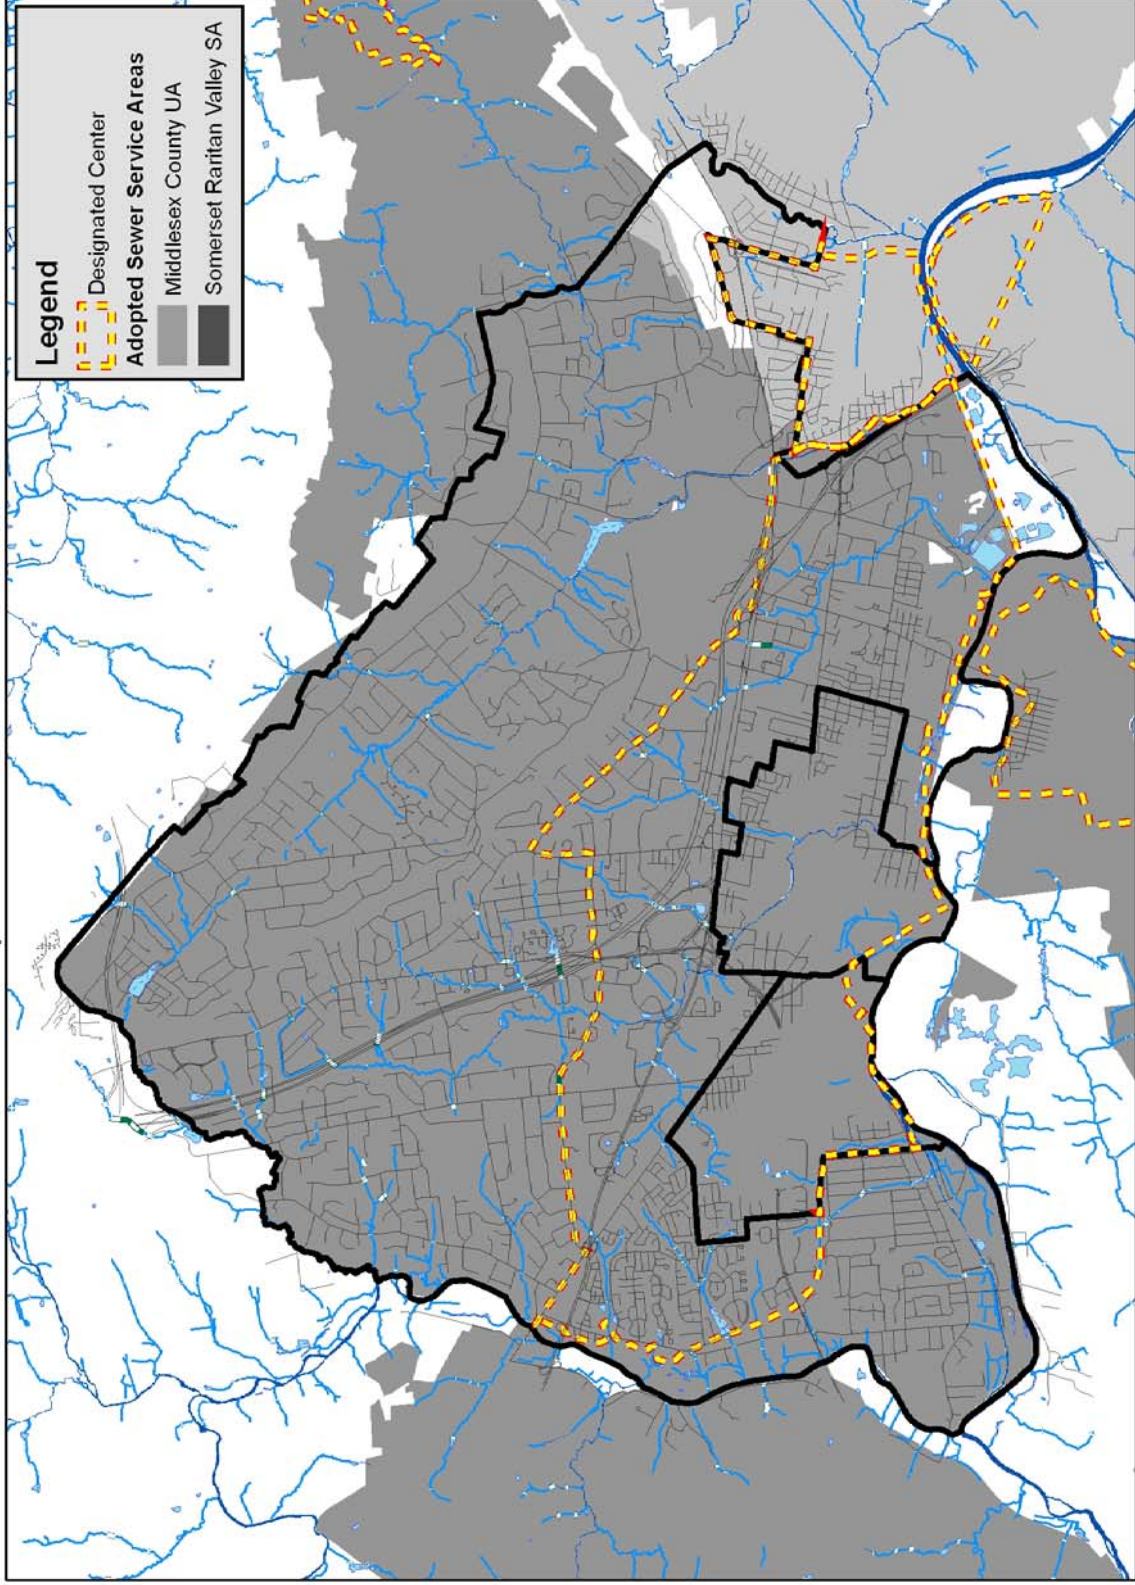 Legend
Designated Center
Adopted Sewer Service Areas
Middlesex County UA
Somerset Raritan Valley SA